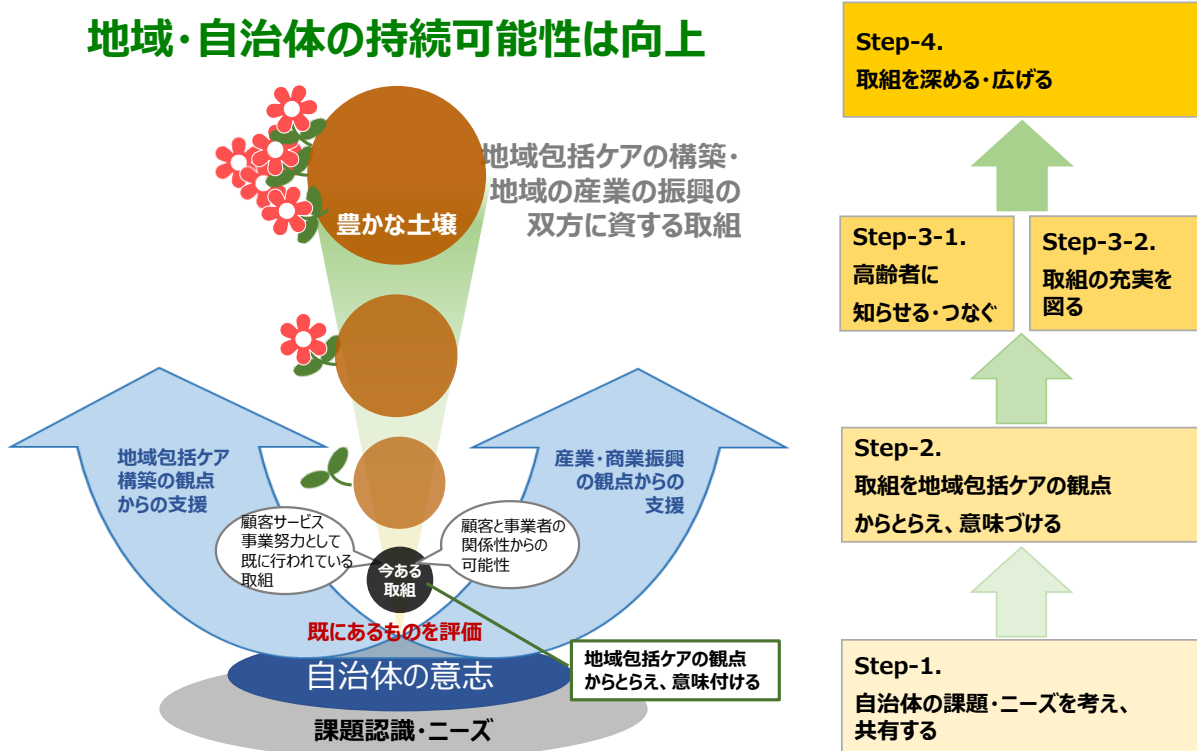 地域・自治体の持続可能性は向上
地域包括ケアの構築・
地域の産業の振興の
双方に資する取組
豊かな土壌
地域包括ケア
構築の観点
からの支援
産業・商業振興
の観点からの
支援
顧客サービス
事業努力として
既に行われている
取組
顧客と事業者の
関係性からの
可能性
今ある
取組
既にあるものを評価
地域包括ケアの観点
からとらえ、意味付ける
自治体の意志
課題認識・ニーズ
Step-4.
取組を深める・広げる
Step-3-1.
高齢者に
知らせる・つなぐ
Step-3-2.
取組の充実を
図る
Step-2.
取組を地域包括ケアの観点
からとらえ、意味づける
Step-1.
自治体の課題・ニーズを考え、
共有する